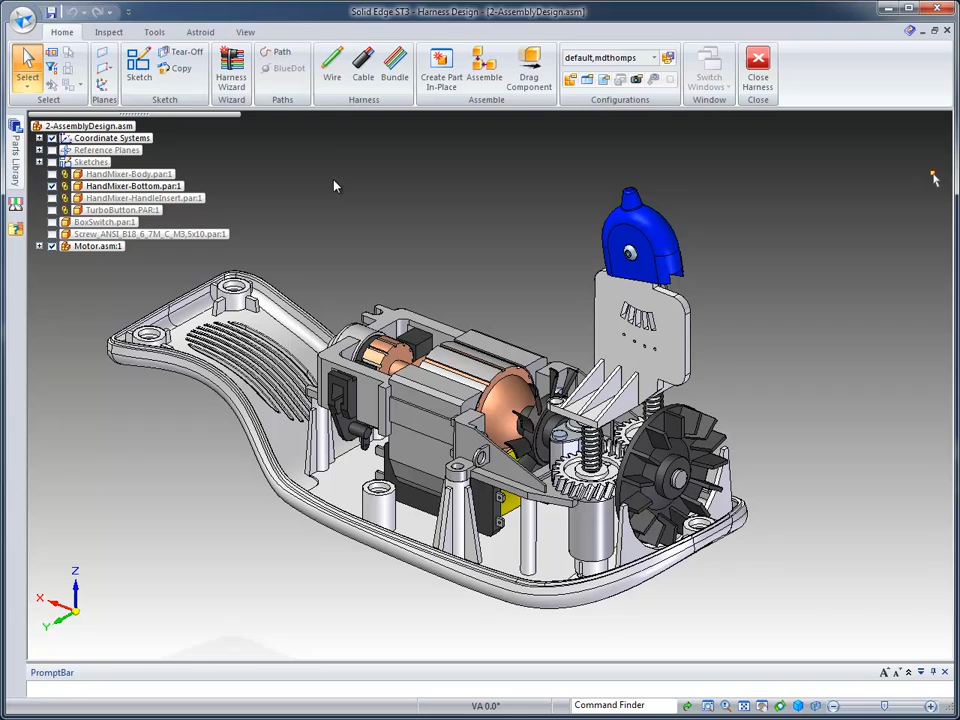 Solid Edge ST3 - Harness Design - [2-AssemblyDesign.asm]
Home Inspect Tools Astroid View
Select
Sketch
Tear-Off
Copy
Harness Wizard
Path
BlueDot
Wire
Cable
Bundle
Create Part In-Place
Assemble
Drag Component
default,mdthomps
Switch Windows
Close Harness
Select Planes Sketch Wizard Paths Harness Assemble Configurations Window Close
Parts Library
2-AssemblyDesign.asm
Coordinate Systems
Reference Planes
Sketches
HandMixer-Body.par:1
HandMixer-Bottom.par:1
HandMixer-HandleInsert.par:1
TurboButton.PAR:1
BoxSwitch.par:1
Screw_ANSI_B18_6_7M_C_M3,5x10.par:1
Motor.asm:1
Z
X
Y
PromptBar
VA 0.0°
Command Finder